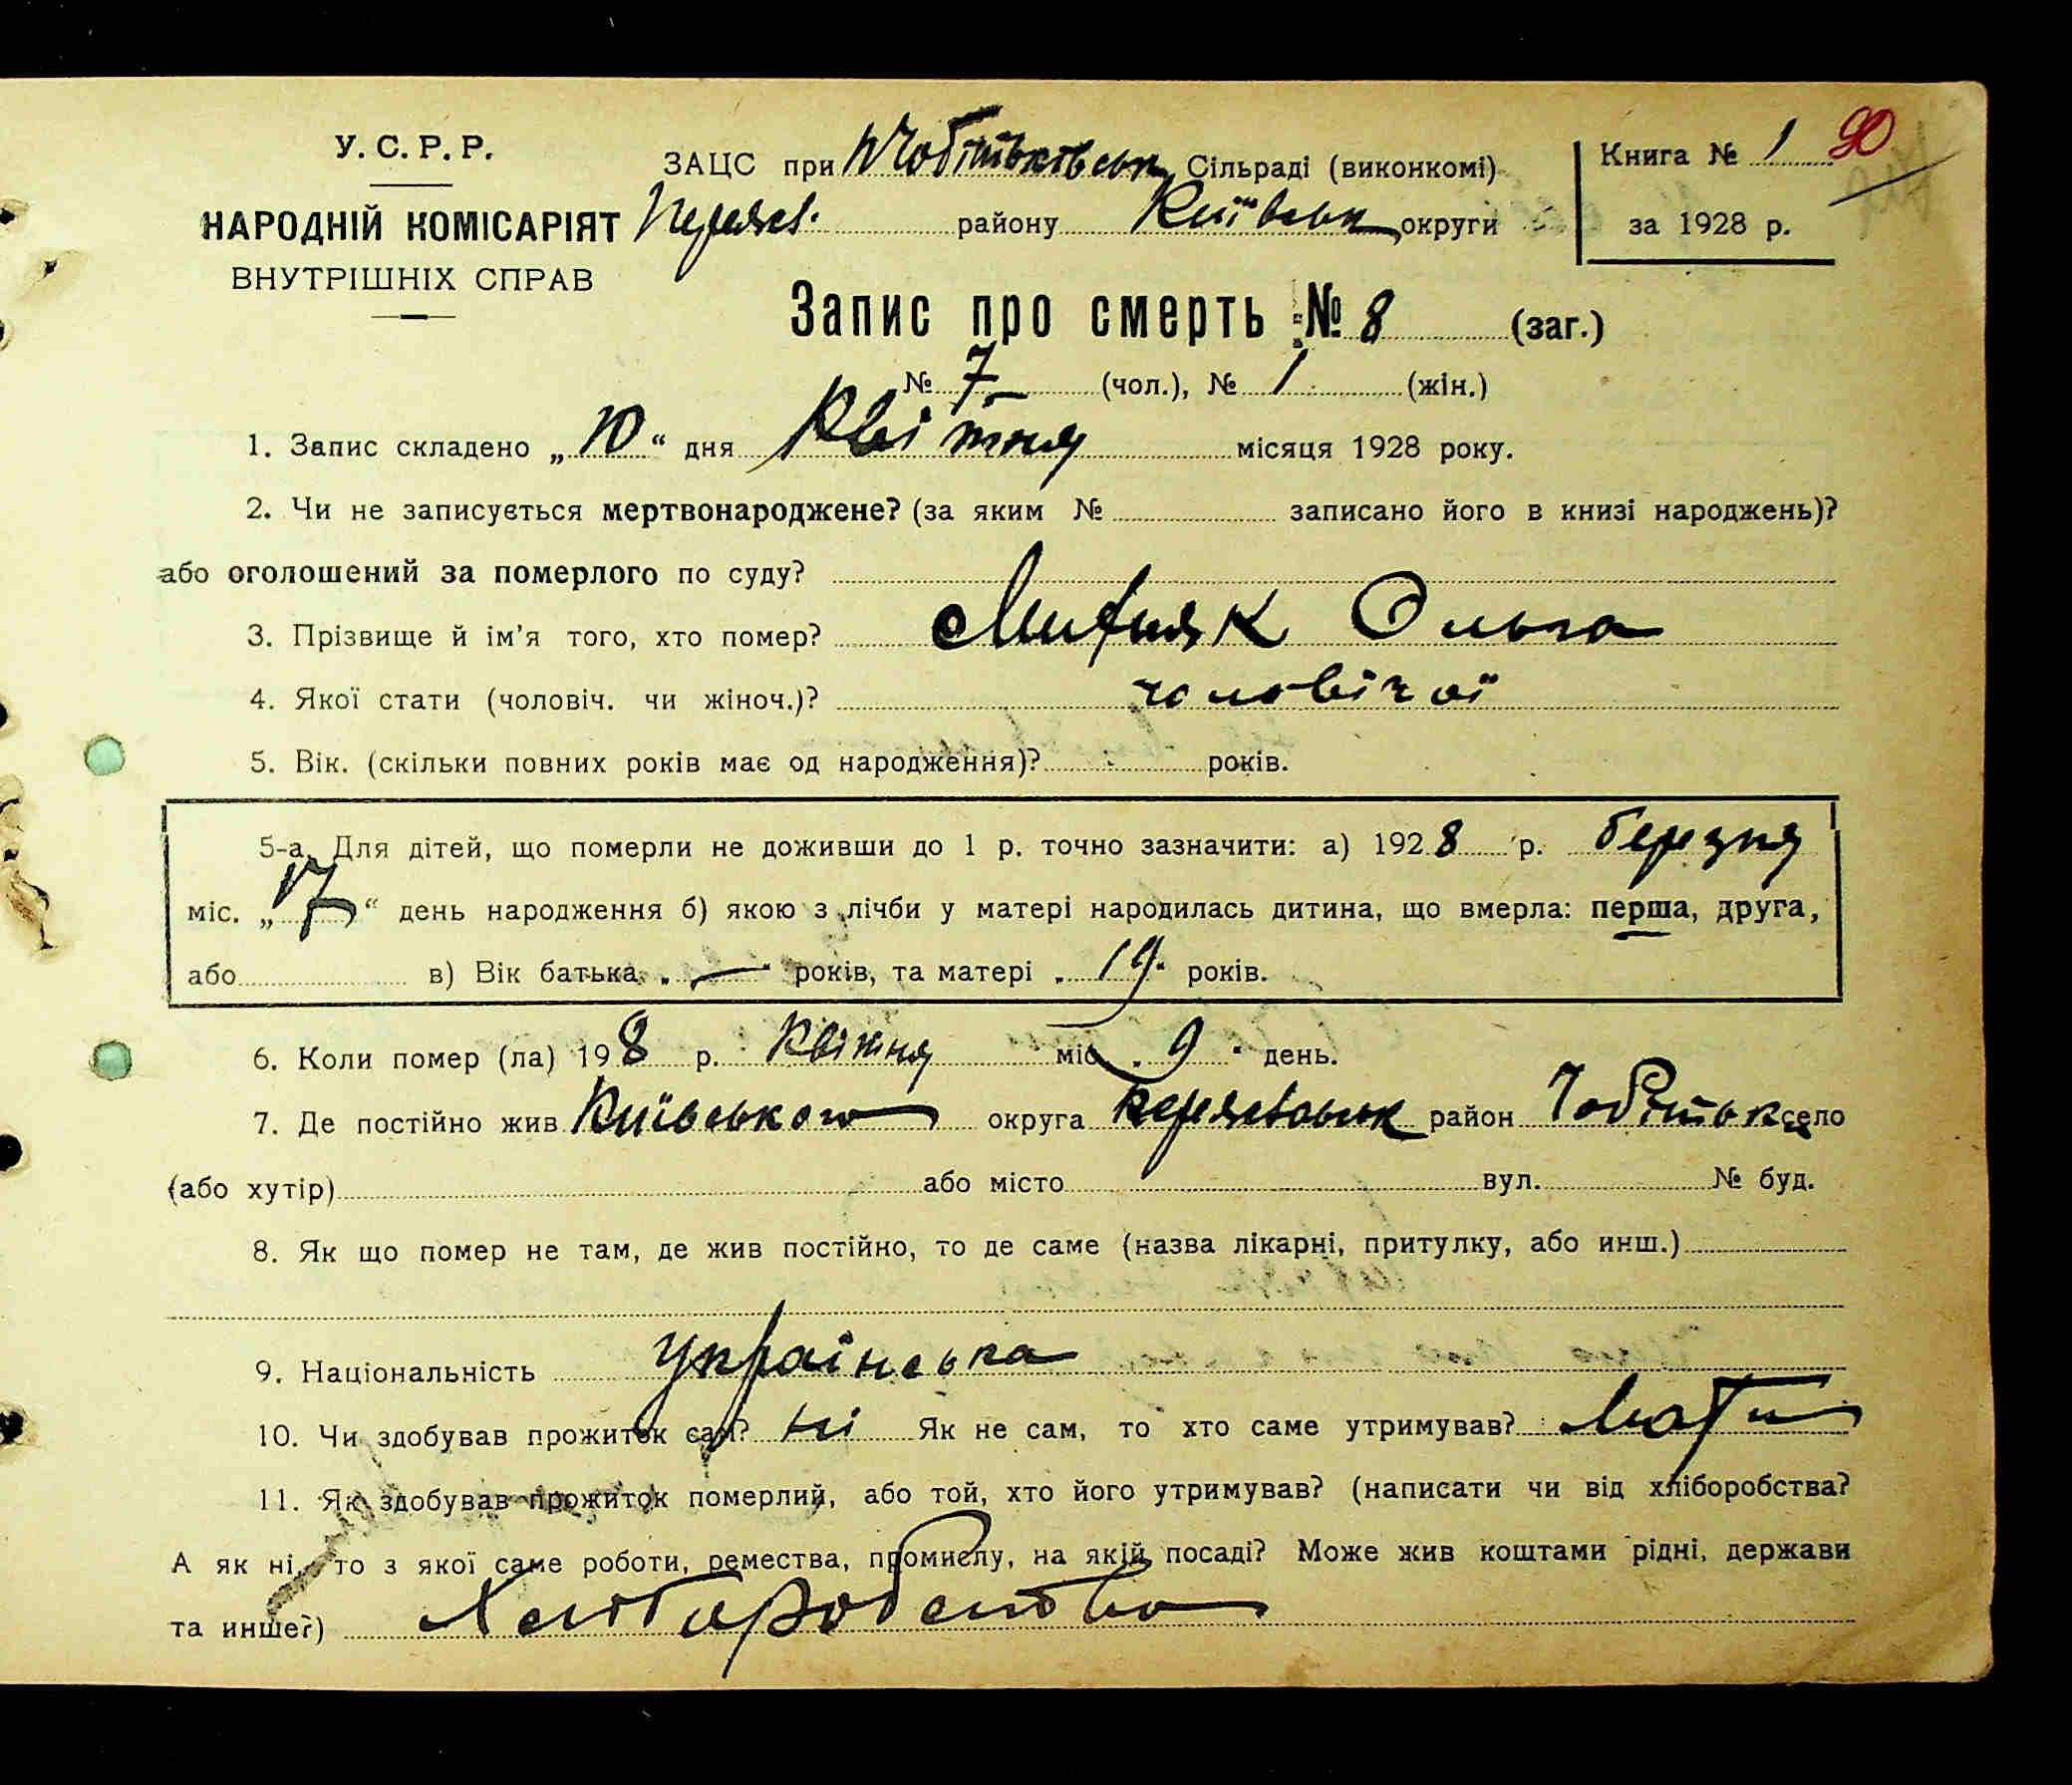 У. С. Р. Р.
НАРОДНІЙ КОМІСАРІЯТ
ВНУТРІШНІХ СПРАВ
ЗАЦС при Чобітьківськ Сільраді (виконкомі)
Переясл. району Київськ округи
Книга № 1 90
за 1928 р.
Запис про смерть № 8 (заг.)
№ 7 (чол.), № 1 (жін.)
1. Запис складено „10“ дня Квітня місяця 1928 року.
2. Чи не записується мертвонароджене? (за яким № записано його в книзі народжень)?
або оголошений за померлого по суду?
3. Прізвище й ім'я того, хто помер? Ольга
4. Якої стати (чоловіч. чи жіноч.)? чоловічої
5. Вік. (скільки повних років має од народження)? років.
5-а. Для дітей, що померли не доживши до 1 р. точно зазначити: а) 1928 р. березня
міс. „17“ день народження б) якою з лічби у матері народилась дитина, що вмерла: перша, друга,
або в) Вік батька „—“ років, та матері „19“ років.
6. Коли помер (ла) 198 р. Квітня міс. „9“ день.
7. Де постійно жив Київського округа Переяславськ район Чобітьки село
(або хутір) або місто вул. № буд.
8. Як що помер не там, де жив постійно, то де саме (назва лікарні, притулку, або инш.)
9. Національність українська
10. Чи здобував прожиток сам? ні Як не сам, то хто саме утримував? Мати
11. Як здобував прожиток померлий, або той, хто його утримував? (написати чи від хліборобства?
А як ні, то з якої саме роботи, ремества, промислу, на якій посаді? Може жив коштами рідні, держави
та инше?) Хліборобство